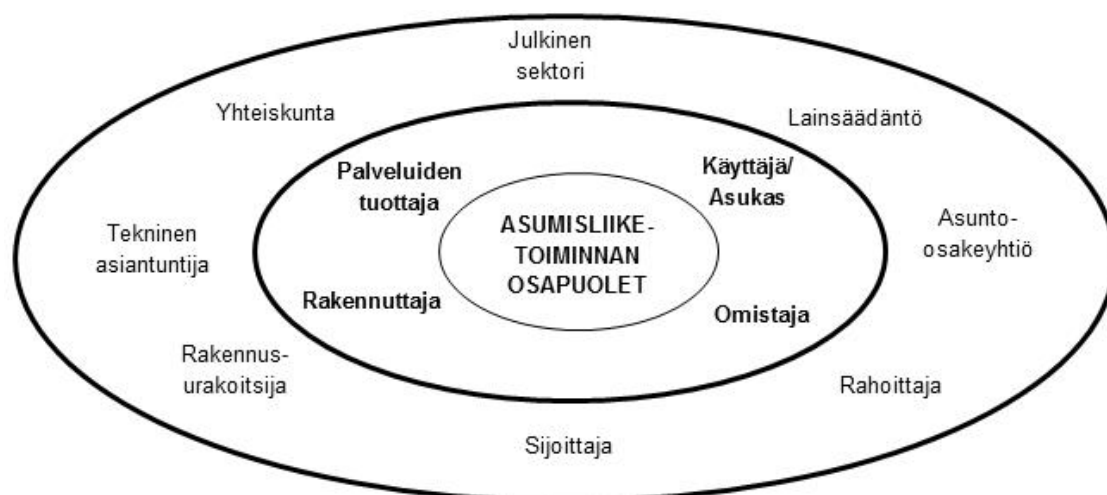 Julkinen
sektori
Yhteiskunta
Lainsäädäntö
Palveluiden
tuottaja
Käyttäjä/
Asukas
Tekninen
asiantuntija
ASUMISLIIKE-
TOIMINNAN
OSAPUOLET
Asunto-
osakeyhtiö
Rakennuttaja
Omistaja
Rakennus-
urakoitsija
Rahoittaja
Sijoittaja